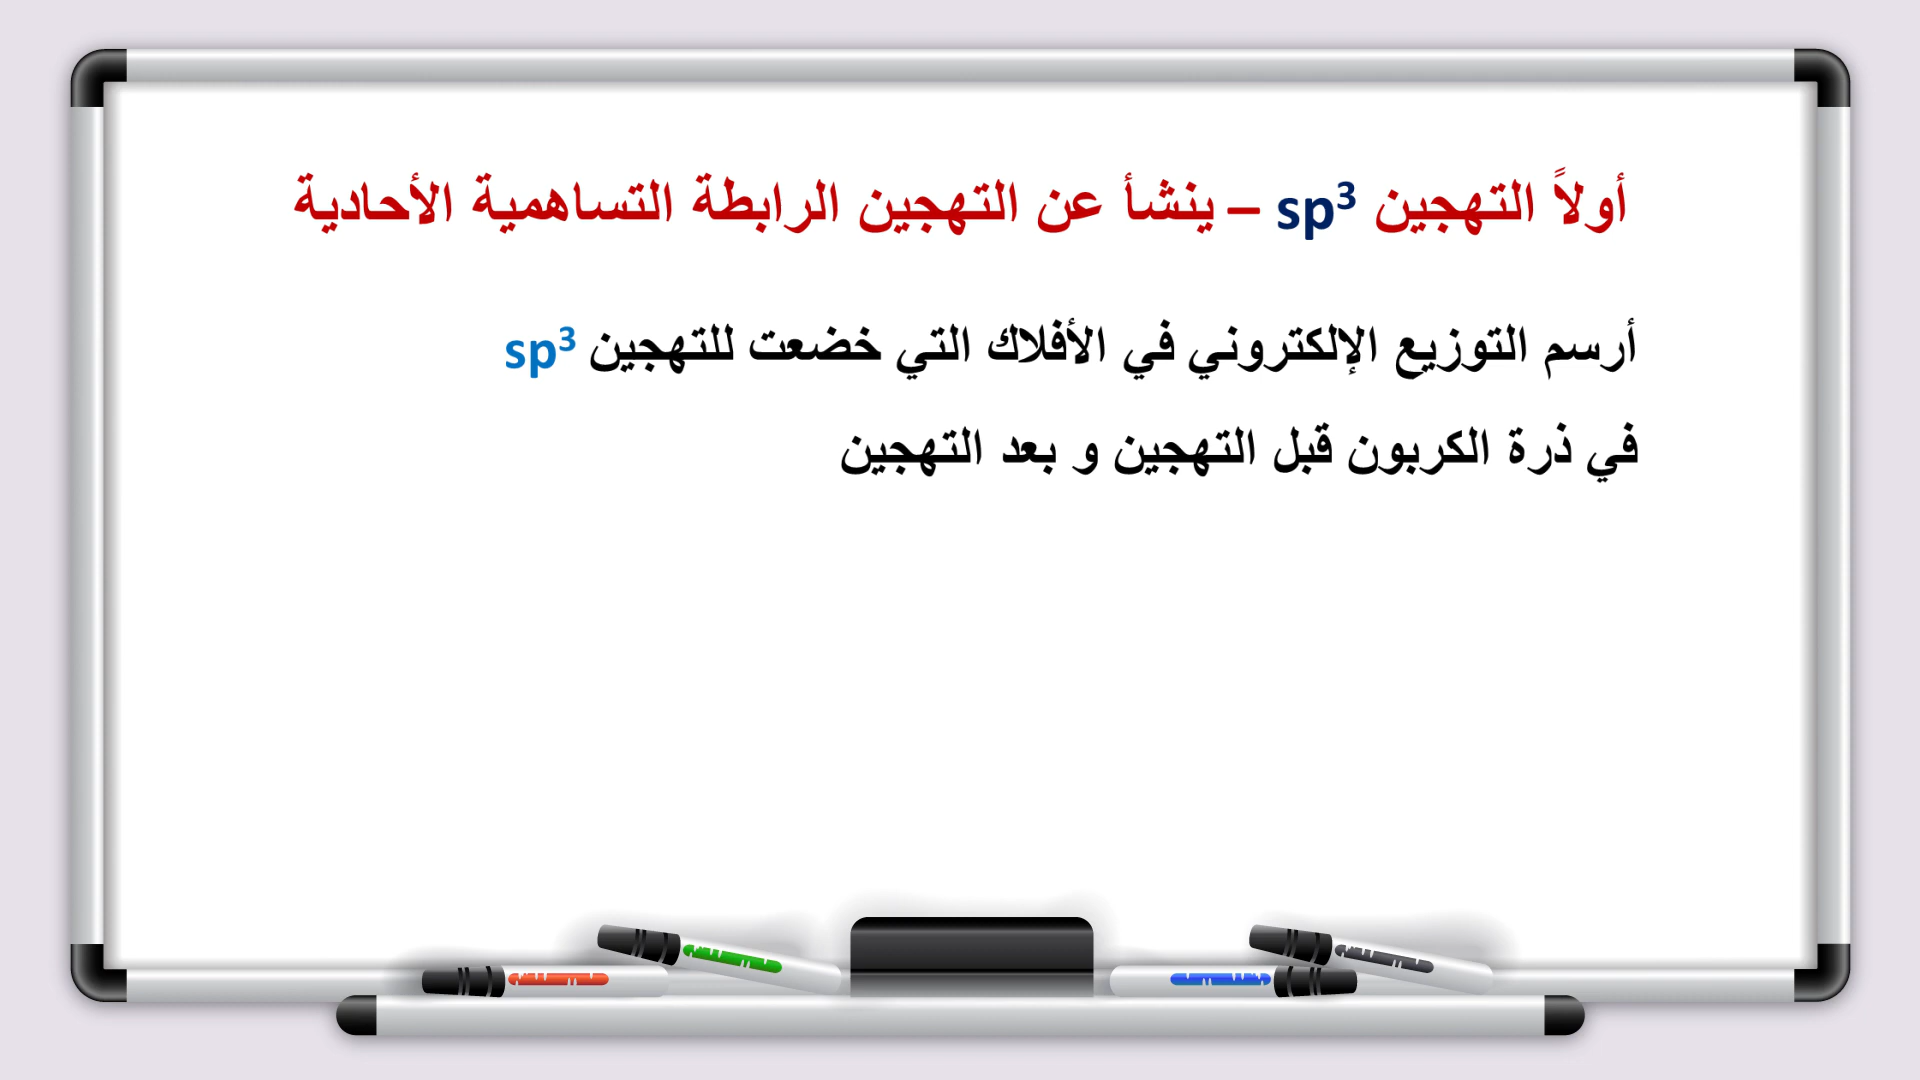 أولاً التهجين sp³ – ينشأ عن التهجين الرابطة التساهمية الأحادية
أرسم التوزيع الإلكتروني في الأفلاك التي خضعت للتهجين sp³
في ذرة الكربون قبل التهجين و بعد التهجين